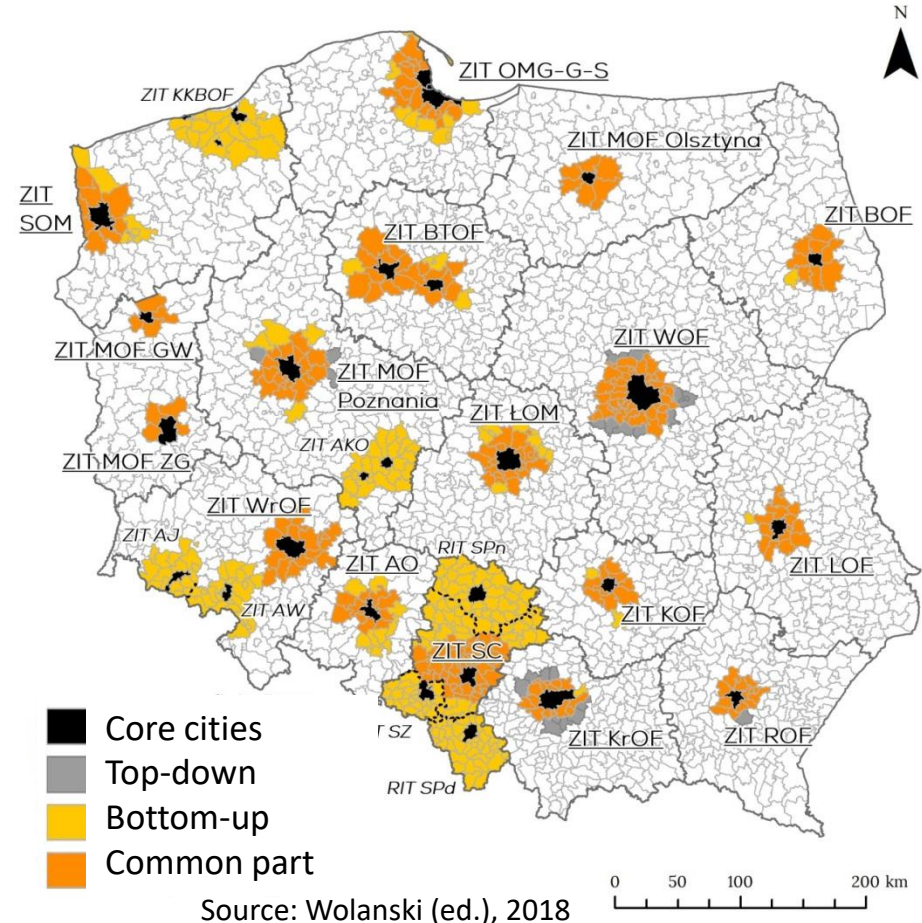 N
ZIT OMG-G-S
ZIT KKBOF
ZIT MOF Olsztyna
ZIT
SOM
ZIT BTOF
ZIT BOF
ZIT MOF GW
ZIT WOF
ZIT MOF
Poznania
ZIT ŁOM
ZIT AKO
ZIT MOF ZG
ZIT WrOF
ZIT AJ
RIT SPn
ZIT AO
ZIT LOF
ZIT AW
ZIT KOF
ZIT SC
Core cities
T SZ
ZIT KrOF
ZIT ROF
Top-down
RIT SPd
Bottom-up
Common part
0 50 100 200 km
Source: Wolanski (ed.), 2018